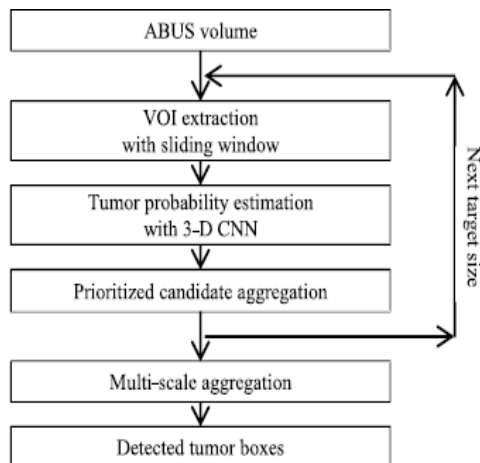 ABUS volume
VOI extraction
with sliding window
Tumor probability estimation
with 3-D CNN
Prioritized candidate aggregation
Next target size
Multi-scale aggregation
Detected tumor boxes